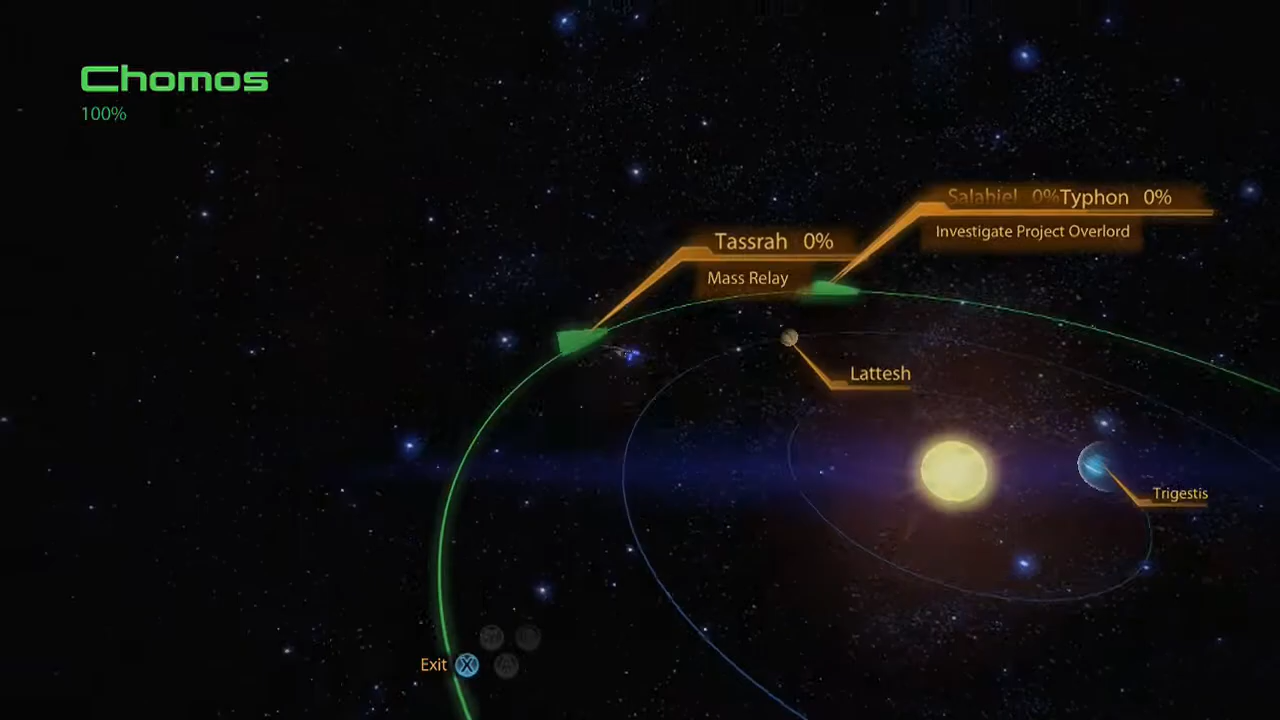 Chomos
100%
Salahiel 0%
Typhon 0%
Investigate Project Overlord
Tassrah 0%
Mass Relay
Lattesh
Trigestis
Exit X